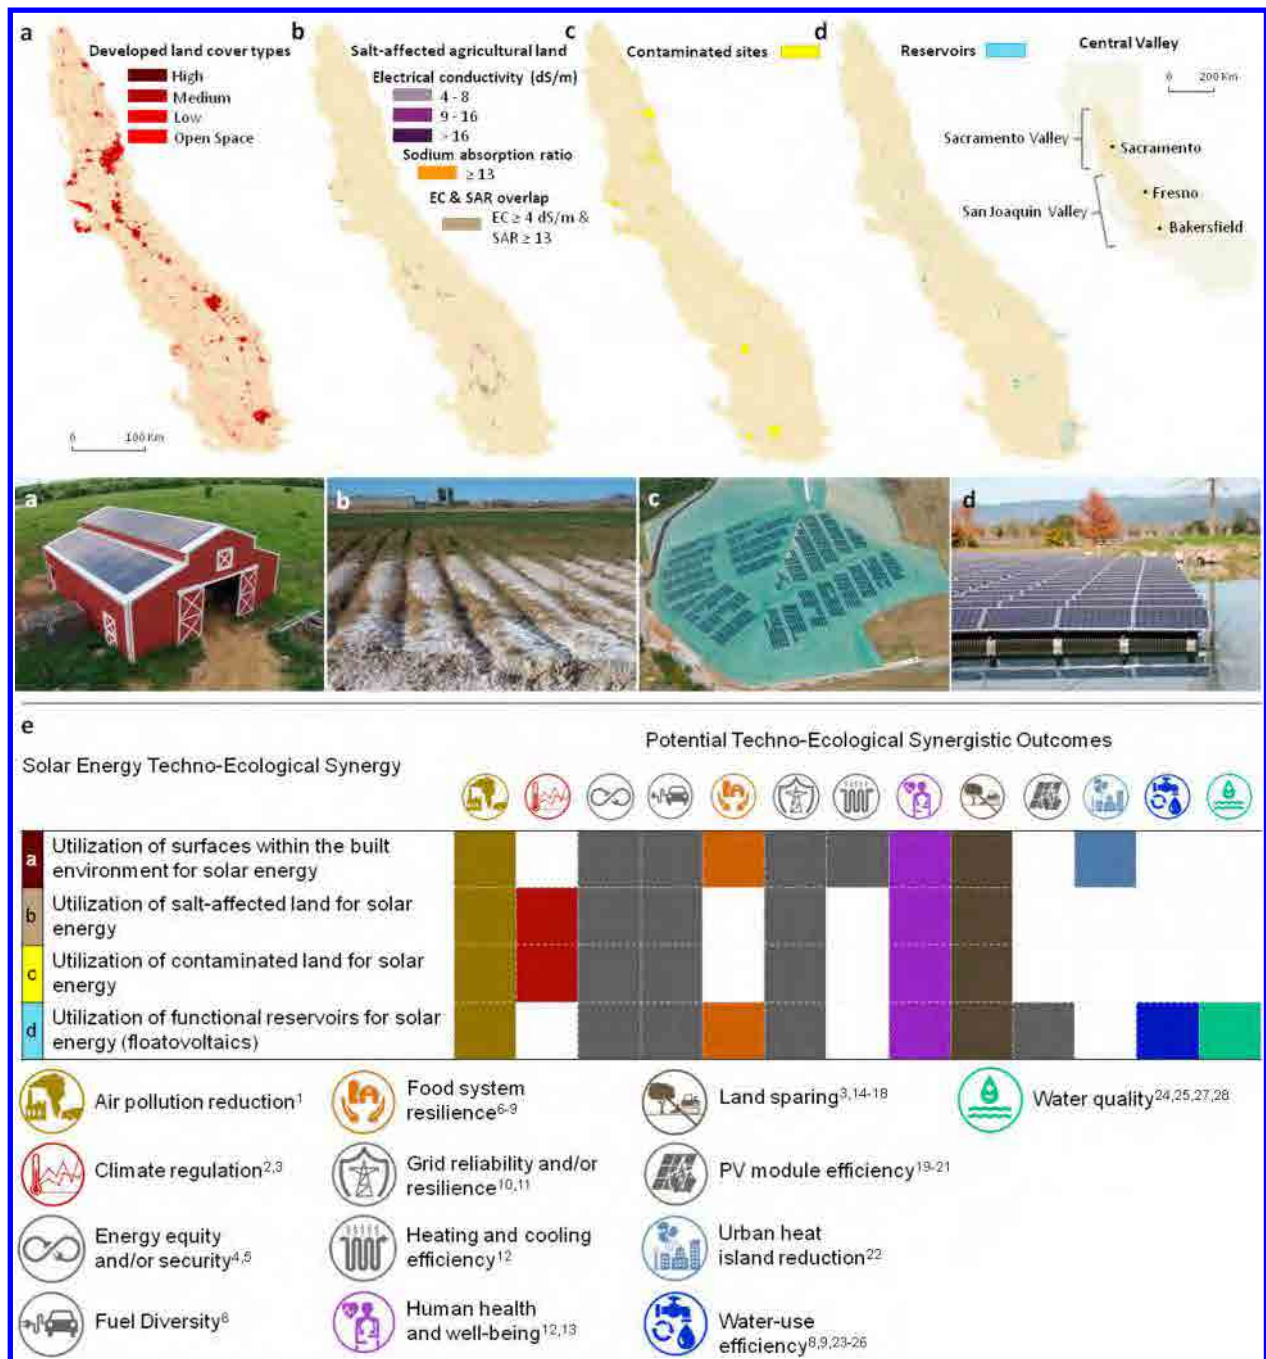 a
Developed land cover types
High
Medium
Low
Open Space
0 100 Km
b
Salt-affected agricultural land
Electrical conductivity (dS/m)
4 - 8
9 - 16
> 16
Sodium absorption ratio
≥ 13
EC & SAR overlap
EC ≥ 4 dS/m &
SAR ≥ 13
c
Contaminated sites
d
Reservoirs
Central Valley
0 200 Km
Sacramento Valley
Sacramento
Fresno
San Joaquin Valley
Bakersfield
a
b
c
d
e
Potential Techno-Ecological Synergistic Outcomes
Solar Energy Techno-Ecological Synergy
a Utilization of surfaces within the built
environment for solar energy
b Utilization of salt-affected land for solar
energy
c Utilization of contaminated land for solar
energy
d Utilization of functional reservoirs for solar
energy (floatovoltaics)
Air pollution reduction1
Climate regulation2,3
Energy equity
and/or security4,5
Fuel Diversity6
Food system
resilience6-9
Grid reliability and/or
resilience10,11
Heating and cooling
efficiency12
Human health
and well-being12,13
Land sparing3,14-18
PV module efficiency19-21
Urban heat
island reduction22
Water-use
efficiency8,9,23-26
Water quality24,25,27,28